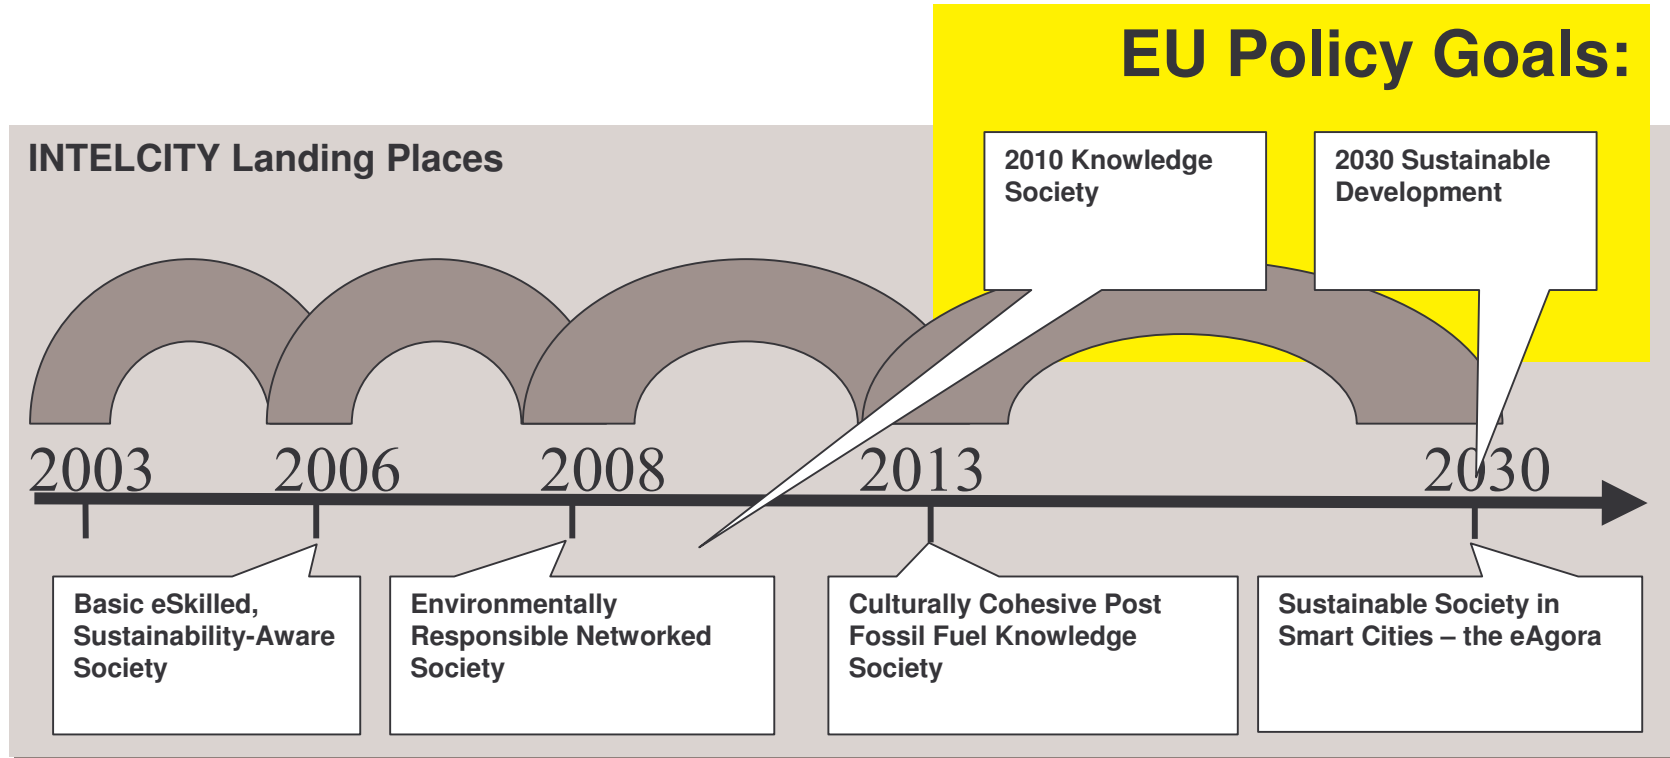 EU Policy Goals:
INTELCITY Landing Places
2010 Knowledge
Society
2030 Sustainable
Development
2003
2006
2008
2013
2030
Basic eSkilled,
Sustainability-Aware
Society
Environmentally
Responsible Networked
Society
Culturally Cohesive Post
Fossil Fuel Knowledge
Society
Sustainable Society in
Smart Cities – the eAgora